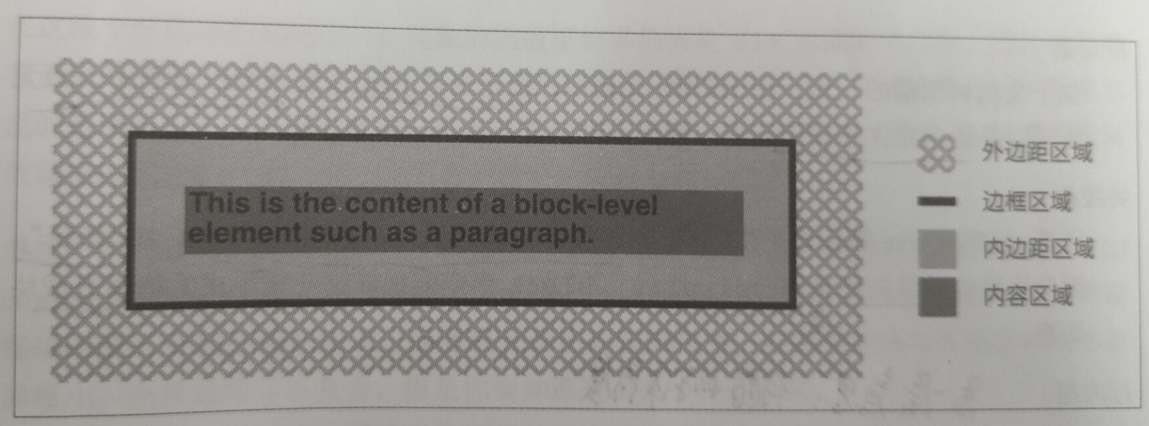 This is the content of a block-level
element such as a paragraph.
外边距区域
边框区域
内边距区域
内容区域